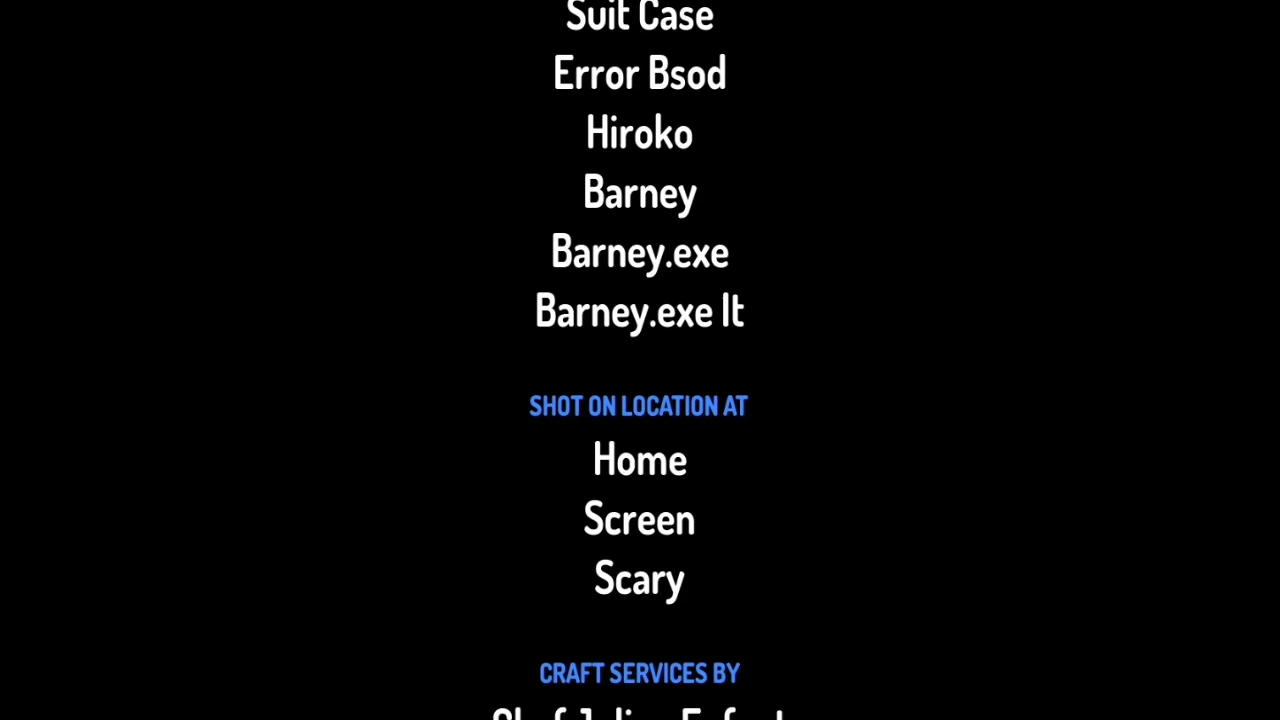 Suit Case
Error Bsod
Hiroko
Barney
Barney.exe
Barney.exe It
SHOT ON LOCATION AT
Home
Screen
Scary
CRAFT SERVICES BY